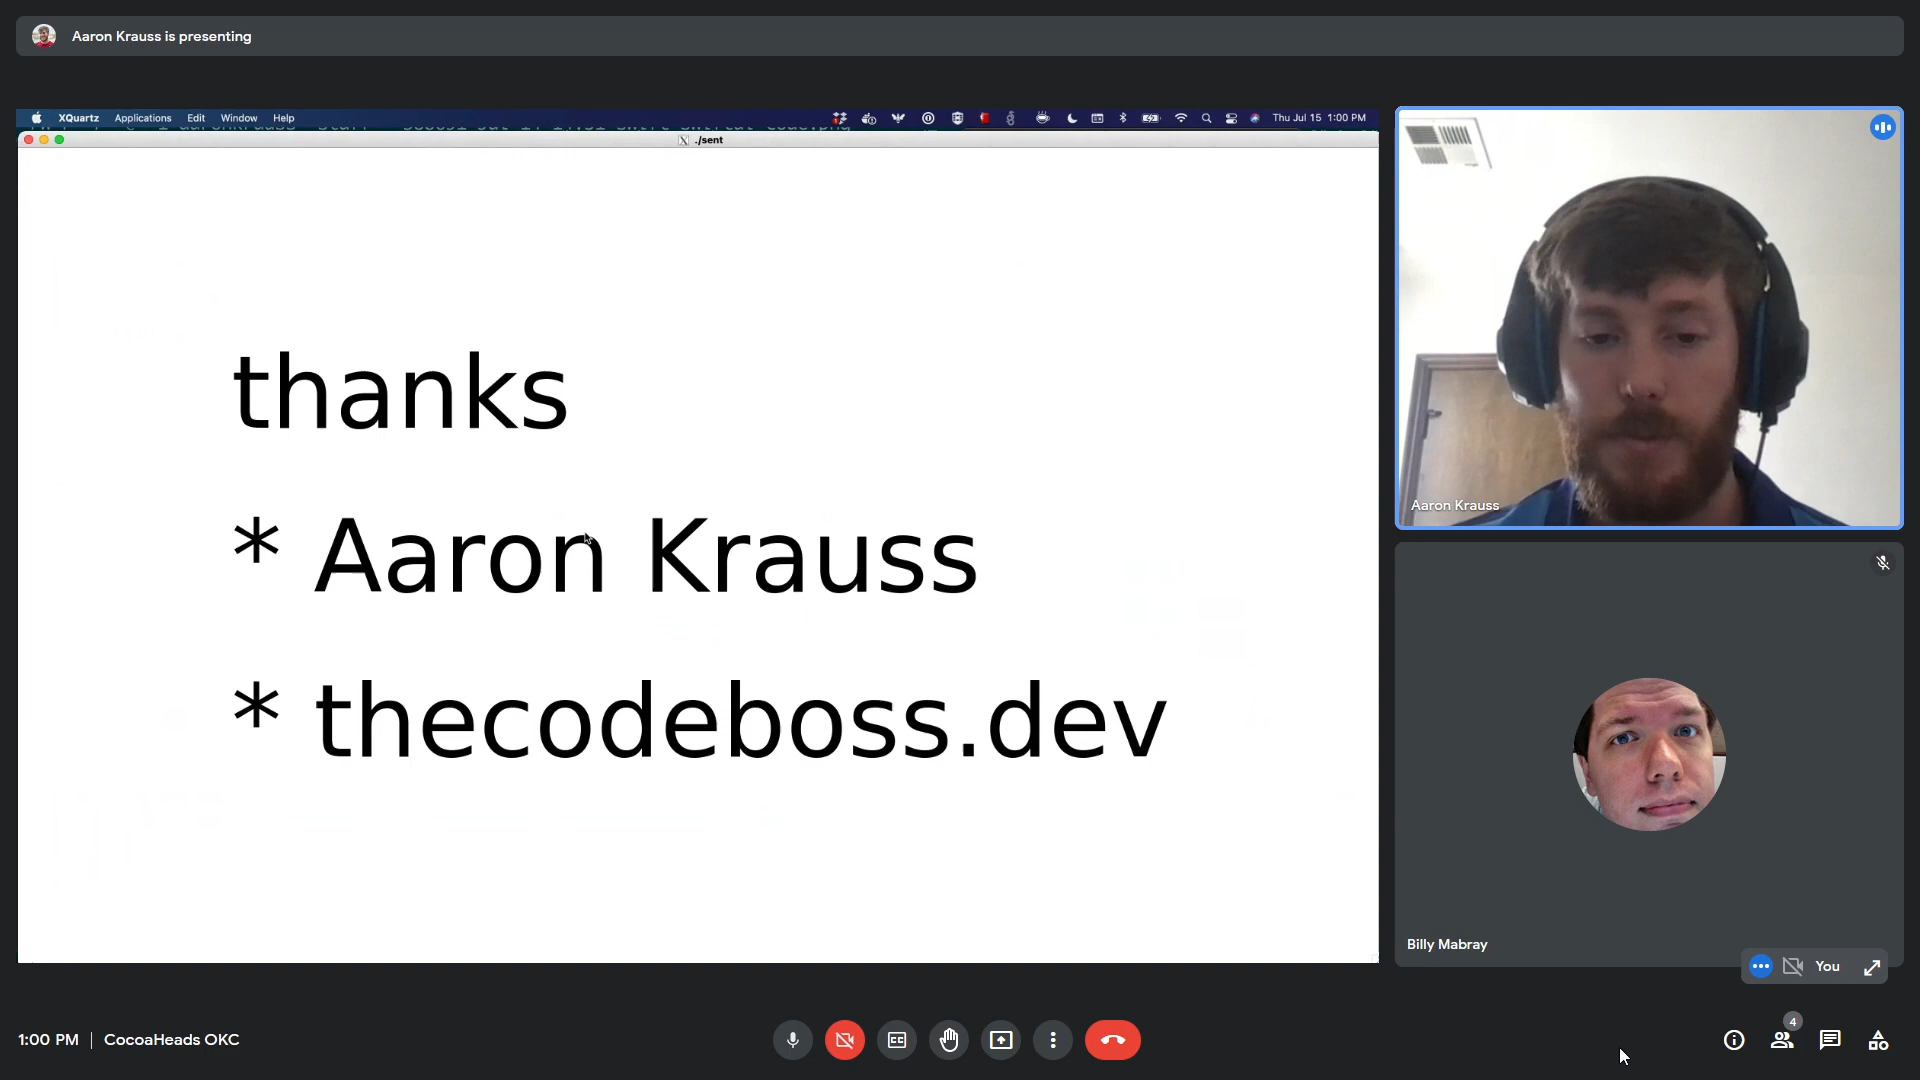 Aaron Krauss is presenting
XQuartz Applications Edit Window Help Thu Jul 15 1:00 PM
./sent
thanks
* Aaron Krauss
* thecodeboss.dev
Aaron Krauss
Billy Mabray
You
1:00 PM | CocoaHeads OKC
4